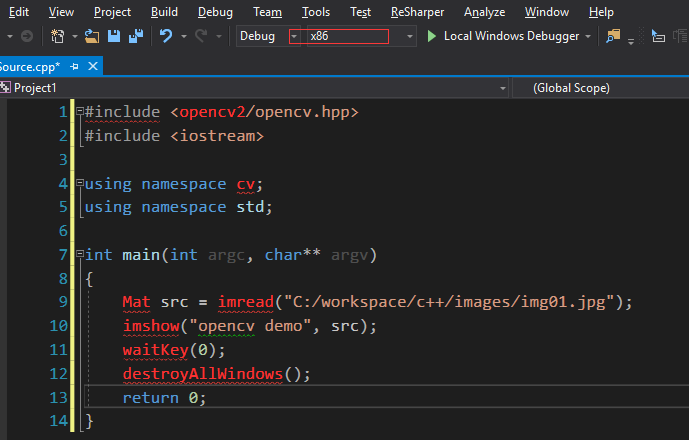 Edit View Project Build Debug Team Tools Test ReSharper Analyze Window Help
Debug x86 Local Windows Debugger
Source.cpp*
Project1 (Global Scope)
1 #include <opencv2/opencv.hpp>
2 #include <iostream>
3
4 using namespace cv;
5 using namespace std;
6
7 int main(int argc, char** argv)
8 {
9 Mat src = imread("C:/workspace/c++/images/img01.jpg");
10 imshow("opencv demo", src);
11 waitKey(0);
12 destroyAllWindows();
13 return 0;
14 }